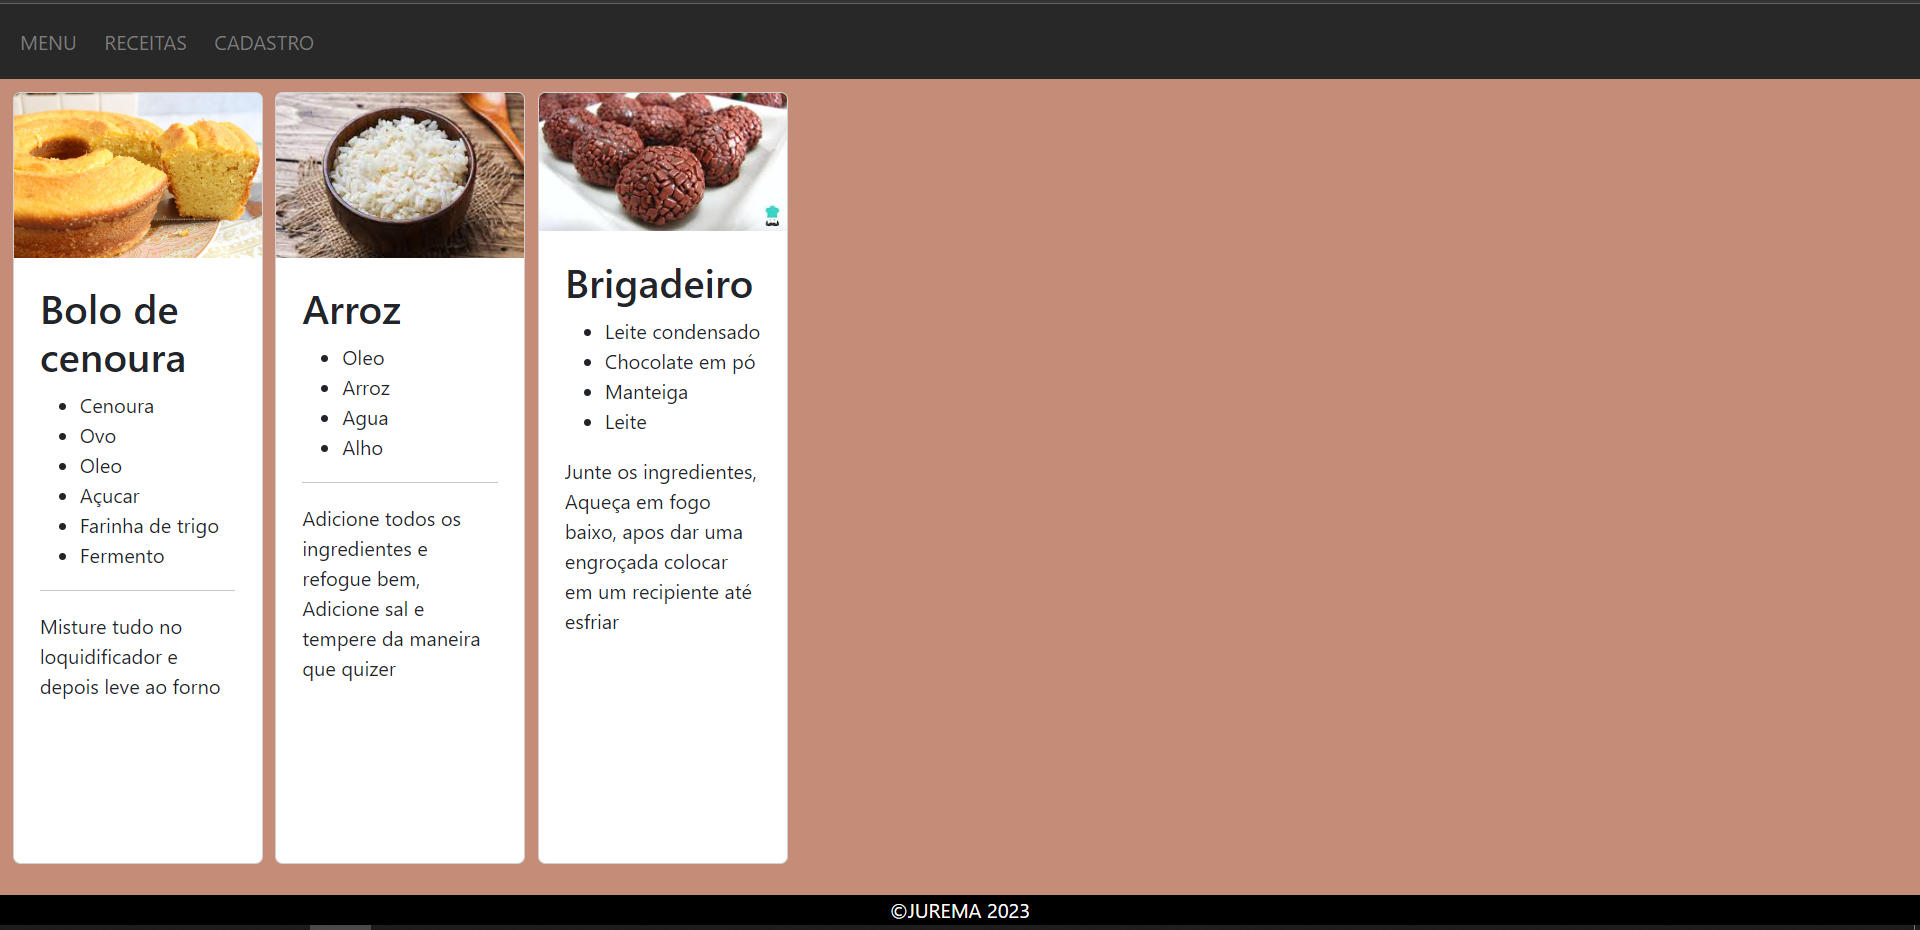 MENU RECEITAS CADASTRO
Bolo de
cenoura
Cenoura
Ovo
Oleo
Açucar
Farinha de trigo
Fermento
Misture tudo no
loquidificador e
depois leve ao forno
Arroz
Oleo
Arroz
Agua
Alho
Adicione todos os
ingredientes e
refogue bem,
Adicione sal e
tempere da maneira
que quizer
Brigadeiro
Leite condensado
Chocolate em pó
Manteiga
Leite
Junte os ingredientes,
Aqueça em fogo
baixo, apos dar uma
engroçada colocar
em um recipiente até
esfriar
©JUREMA 2023